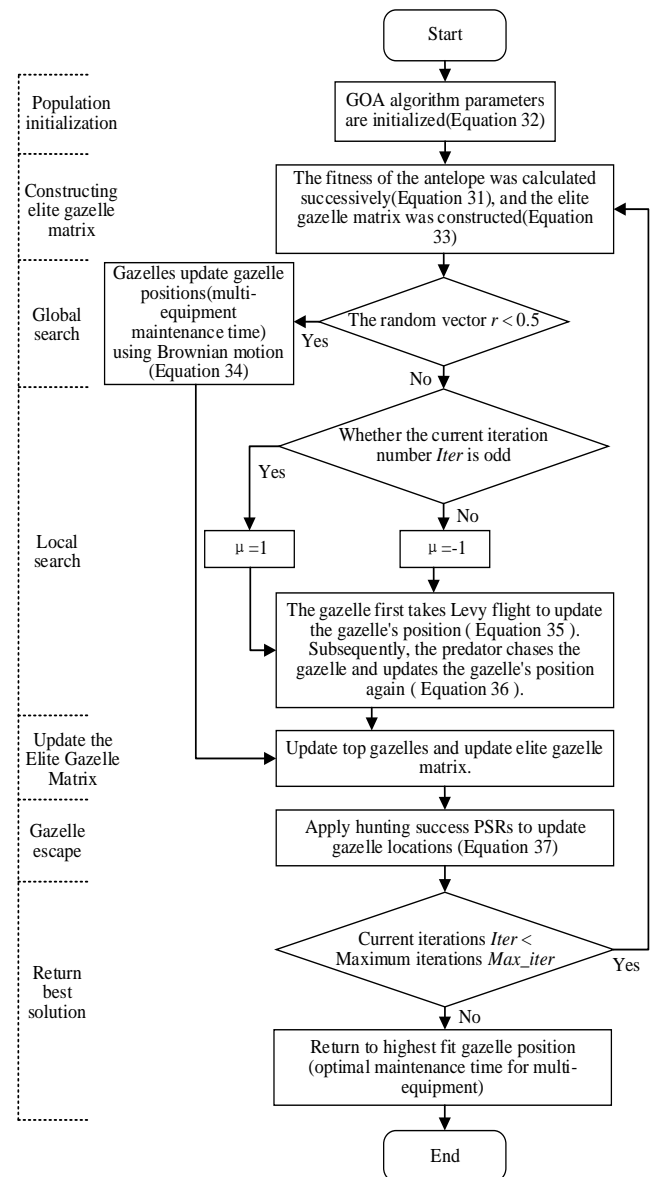 Start
Population
initialization
GOA algorithm parameters
are initialized(Equation 32)
Constructing
elite gazelle
matrix
The fitness of the antelope was calculated
successively(Equation 31), and the elite
gazelle matrix was constructed(Equation
33)
Global
search
Gazelles update gazelle
positions(multi-
equipment
maintenance time)
using Brownian motion
(Equation 34)
Yes
The random vector r < 0.5
No
Local
search
Whether the current iteration
number Iter is odd
Yes
No
μ =1
μ =-1
The gazelle first takes Levy flight to update
the gazelle's position ( Equation 35 ).
Subsequently, the predator chases the
gazelle and updates the gazelle's position
again ( Equation 36 ).
Update the
Elite Gazelle
Matrix
Update top gazelles and update elite gazelle
matrix.
Gazelle
escape
Apply hunting success PSRs to update
gazelle locations (Equation 37)
Return
best
solution
Current iterations Iter <
Maximum iterations Max_iter
Yes
No
Return to highest fit gazelle position
(optimal maintenance time for multi-
equipment)
End